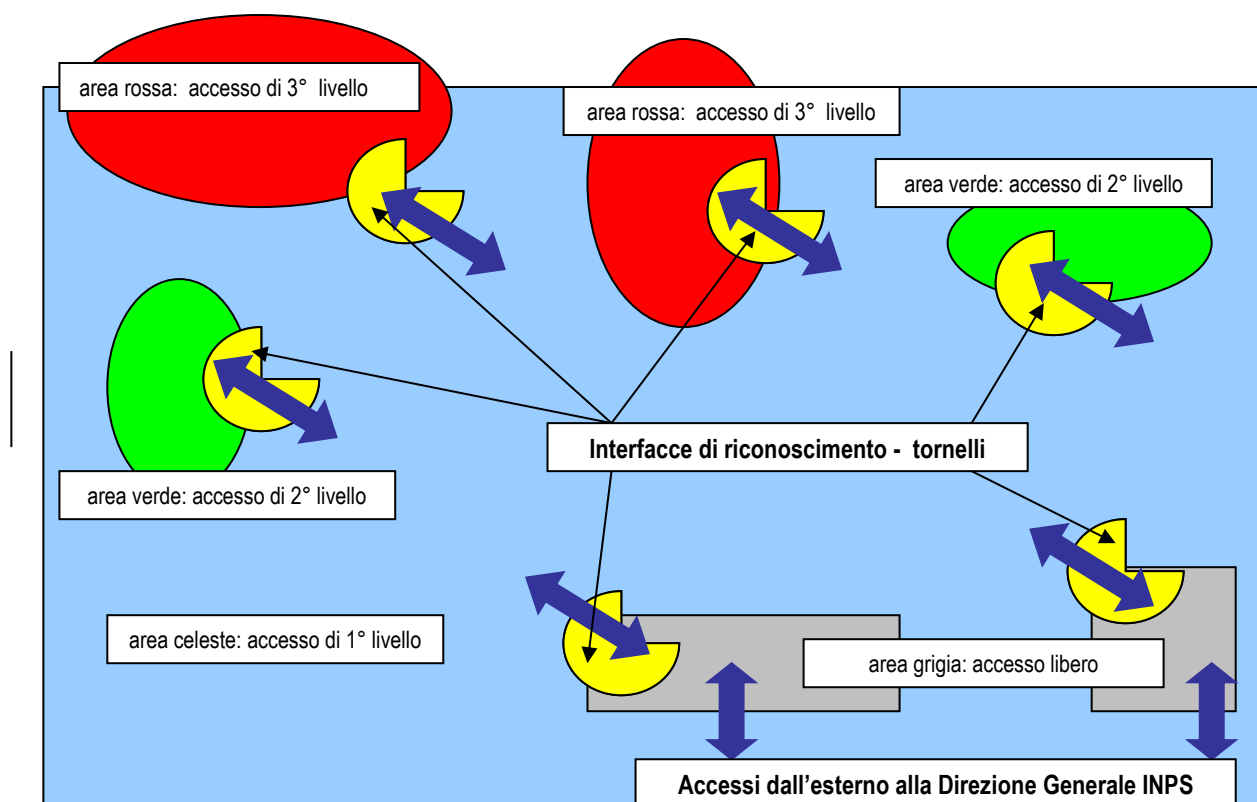 area rossa: accesso di 3° livello
area rossa: accesso di 3° livello
area verde: accesso di 2° livello
Interfacce di riconoscimento - tornelli
area verde: accesso di 2° livello
area celeste: accesso di 1° livello
area grigia: accesso libero
Accessi dall'esterno alla Direzione Generale INPS